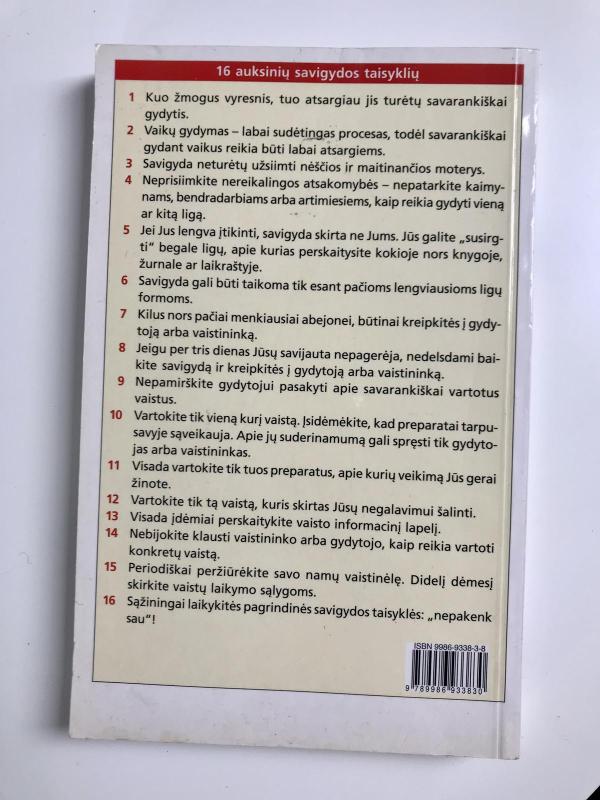 16 auksinių savigydos taisyklių
1 Kuo žmogus vyresnis, tuo atsargiau jis turėtų savarankiškai
gydytis.
2 Vaikų gydymas – labai sudėtingas procesas, todėl savarankiškai
gydant vaikus reikia būti labai atsargiems.
3 Savigyda neturėtų užsiimti nėščios ir maitinančios moterys.
4 Neprisiimkite nereikalingos atsakomybės – nepatarkite kaimy-
nams, bendradarbiams arba artimiesiems, kaip reikia gydyti vieną
ar kitą ligą.
5 Jei Jus lengva įtikinti, savigyda skirta ne Jums. Jūs galite „susirg-
ti“ begale ligų, apie kurias perskaitysite kokioje nors knygoje,
žurnale ar laikraštyje.
6 Savigyda gali būti taikoma tik esant pačioms lengviausioms ligų
formoms.
7 Kilus nors pačiai menkiausiai abejonei, būtinai kreipkitės į gydy-
toją arba vaistininką.
8 Jeigu per tris dienas Jūsų savijauta nepagerėja, nedelsdami bai-
kite savigydą ir kreipkitės į gydytoją arba vaistininką.
9 Nepamirškite gydytojui pasakyti apie savarankiškai vartotus
vaistus.
10 Vartokite tik vieną kurį vaistą. Įsidėmėkite, kad preparatai tarpu-
savyje sąveikauja. Apie jų suderinamumą gali spręsti tik gydyto-
jas arba vaistininkas.
11 Visada vartokite tik tuos preparatus, apie kurių veikimą Jūs gerai
žinote.
12 Vartokite tik tą vaistą, kuris skirtas Jūsų negalavimui šalinti.
13 Visada įdėmiai perskaitykite vaisto informacinį lapelį.
14 Nebijokite klausti vaistininko arba gydytojo, kaip reikia vartoti
konkretų vaistą.
15 Periodiškai peržiūrėkite savo namų vaistinėlę. Didelį dėmesį
skirkite vaistų laikymo sąlygoms.
16 Sąžiningai laikykitės pagrindinės savigydos taisyklės: „nepakenk
sau“!
ISBN 9986-9338-3-8
9 789986 933830